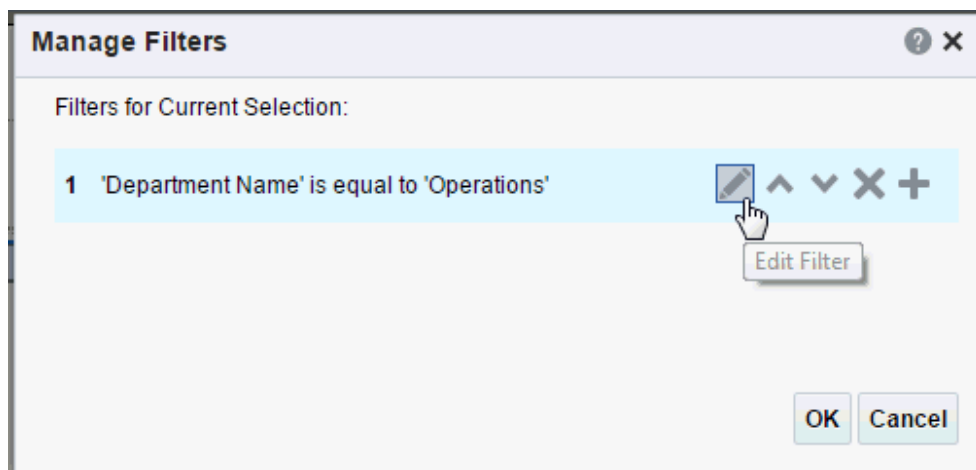 Manage Filters
Filters for Current Selection:
1 'Department Name' is equal to 'Operations'
Edit Filter
OK Cancel